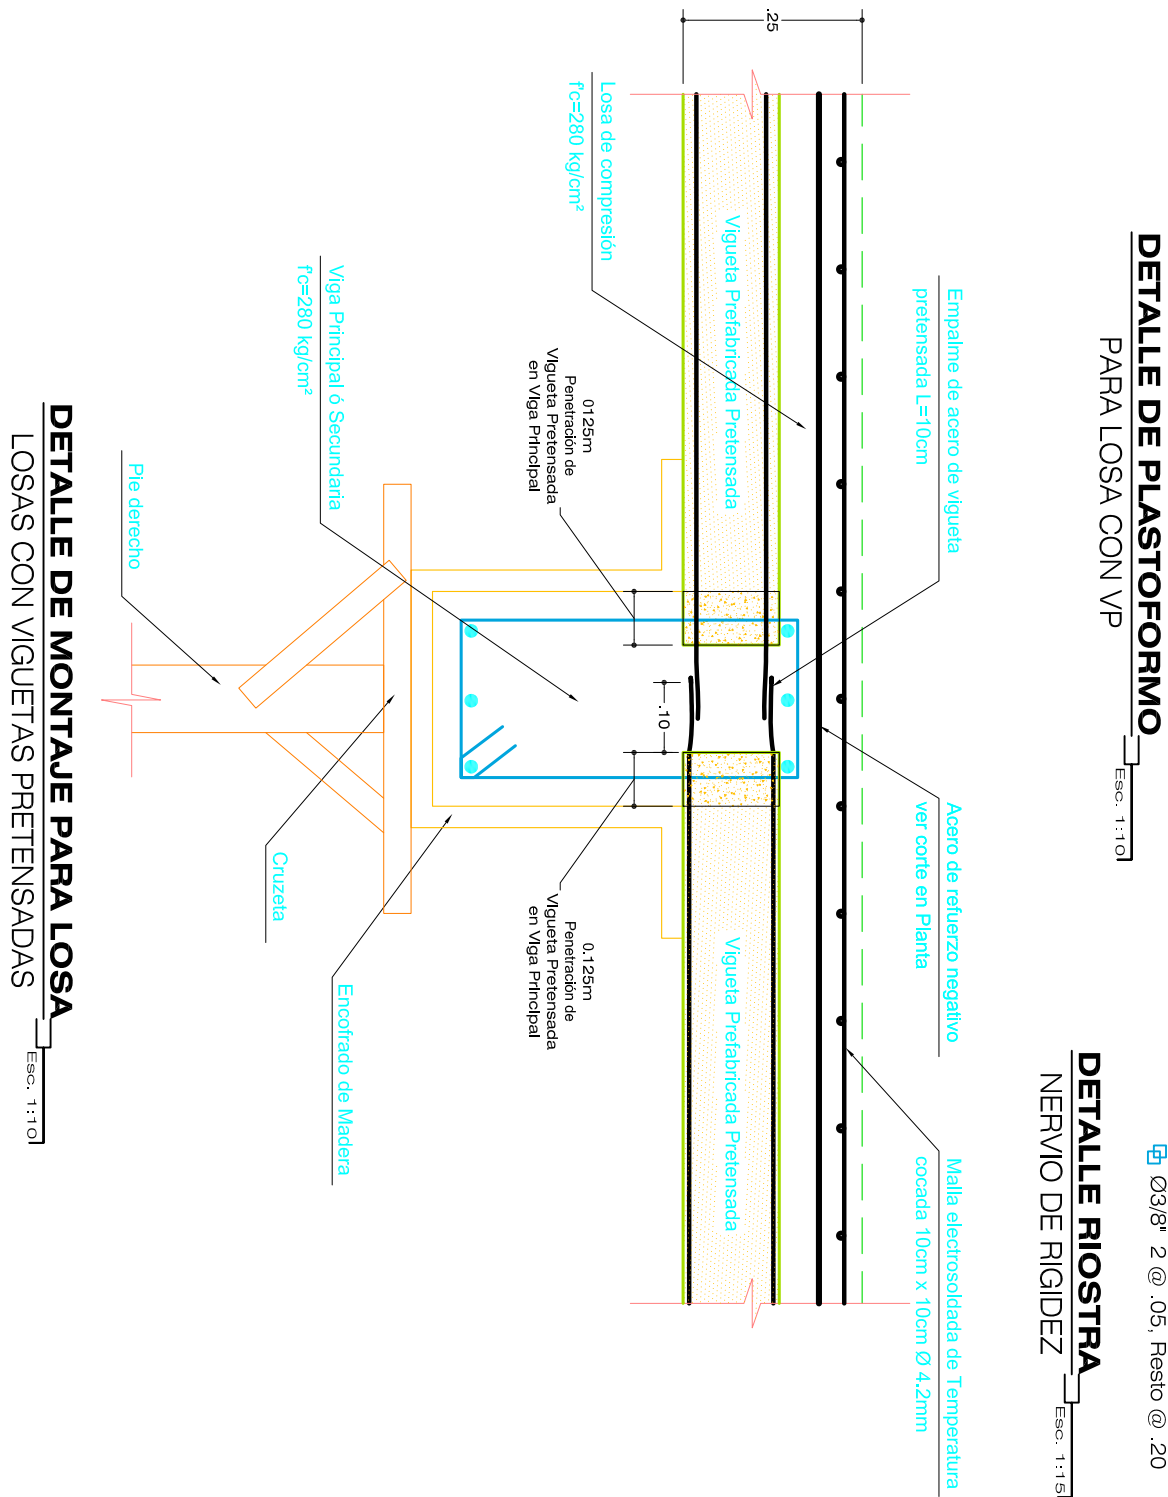 Ø3/8" 2 @ .05, Resto @ .20
DETALLE DE PLASTOFORMO
PARA LOSA CON VP
Esc. 1:10
DETALLE RIOSTRA
NERVIO DE RIGIDEZ
Esc. 1:15
Empalme de acero de vigueta
pretensada L=10cm
Acero de refuerzo negativo
ver corte en Planta
Malla electrosoldada de Temperatura
cocada 10cm x 10cm Ø 4.2mm
.25
Vigueta Prefabricada Pretensada
Vigueta Prefabricada Pretensada
.10
Losa de compresión
f'c=280 kg/cm²
0125m
Penetración de
Vigueta Pretensada
en Viga Principal
0.125m
Penetración de
Vigueta Pretensada
en Viga Principal
Viga Principal ó Secundaria
f'c=280 kg/cm²
Encofrado de Madera
Cruzeta
Pie derecho
DETALLE DE MONTAJE PARA LOSA
LOSAS CON VIGUETAS PRETENSADAS
Esc. 1:10